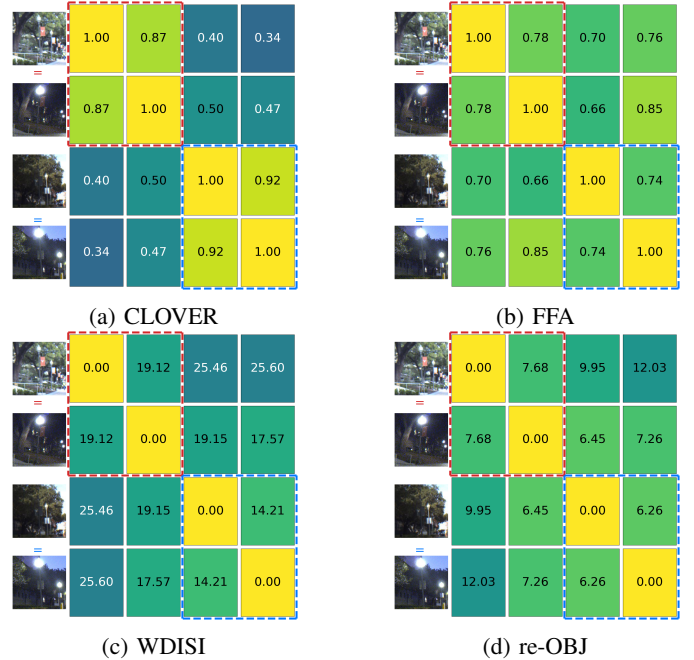 1.00 0.87 0.40 0.34
=
0.87 1.00 0.50 0.47
0.40 0.50 1.00 0.92
=
0.34 0.47 0.92 1.00
(a) CLOVER
1.00 0.78 0.70 0.76
=
0.78 1.00 0.66 0.85
0.70 0.66 1.00 0.74
=
0.76 0.85 0.74 1.00
(b) FFA
0.00 19.12 25.46 25.60
=
19.12 0.00 19.15 17.57
25.46 19.15 0.00 14.21
=
25.60 17.57 14.21 0.00
(c) WDISI
0.00 7.68 9.95 12.03
=
7.68 0.00 6.45 7.26
9.95 6.45 0.00 6.26
=
12.03 7.26 6.26 0.00
(d) re-OBJ